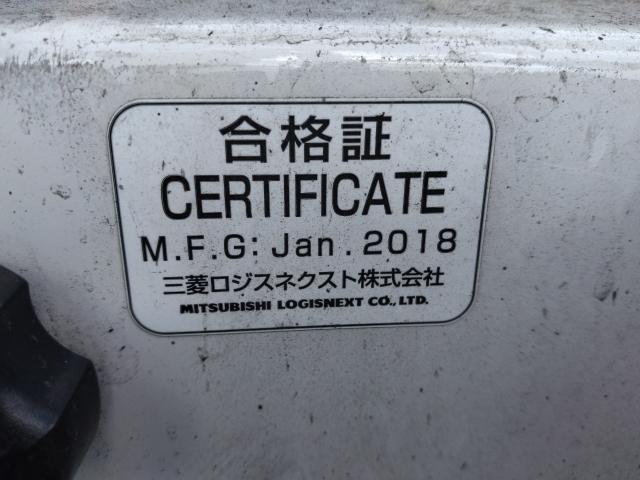 合格証
CERTIFICATE
M.F.G: Jan. 2018
三菱ロジスネクスト株式会社
MITSUBISHI LOGISNEXT CO., LTD.